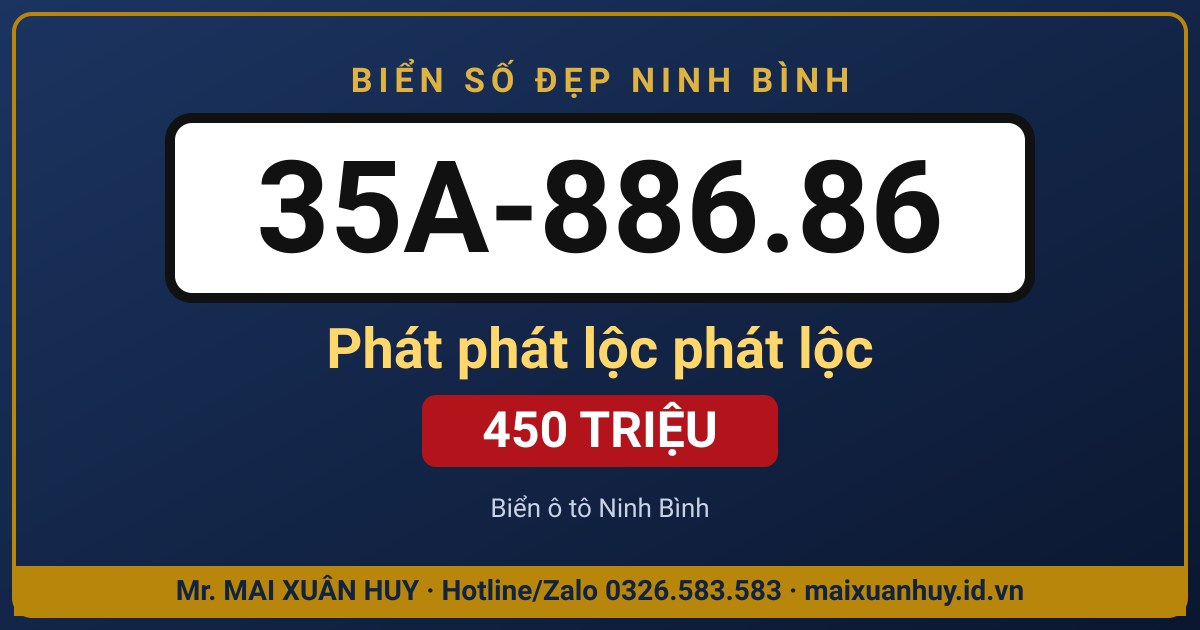 BIỂN SỐ ĐẸP NINH BÌNH
35A-886.86
Phát phát lộc phát lộc
450 TRIỆU
Biển ô tô Ninh Bình
Mr. MAI XUÂN HUY · Hotline/Zalo 0326.583.583 · maixuanhuy.id.vn